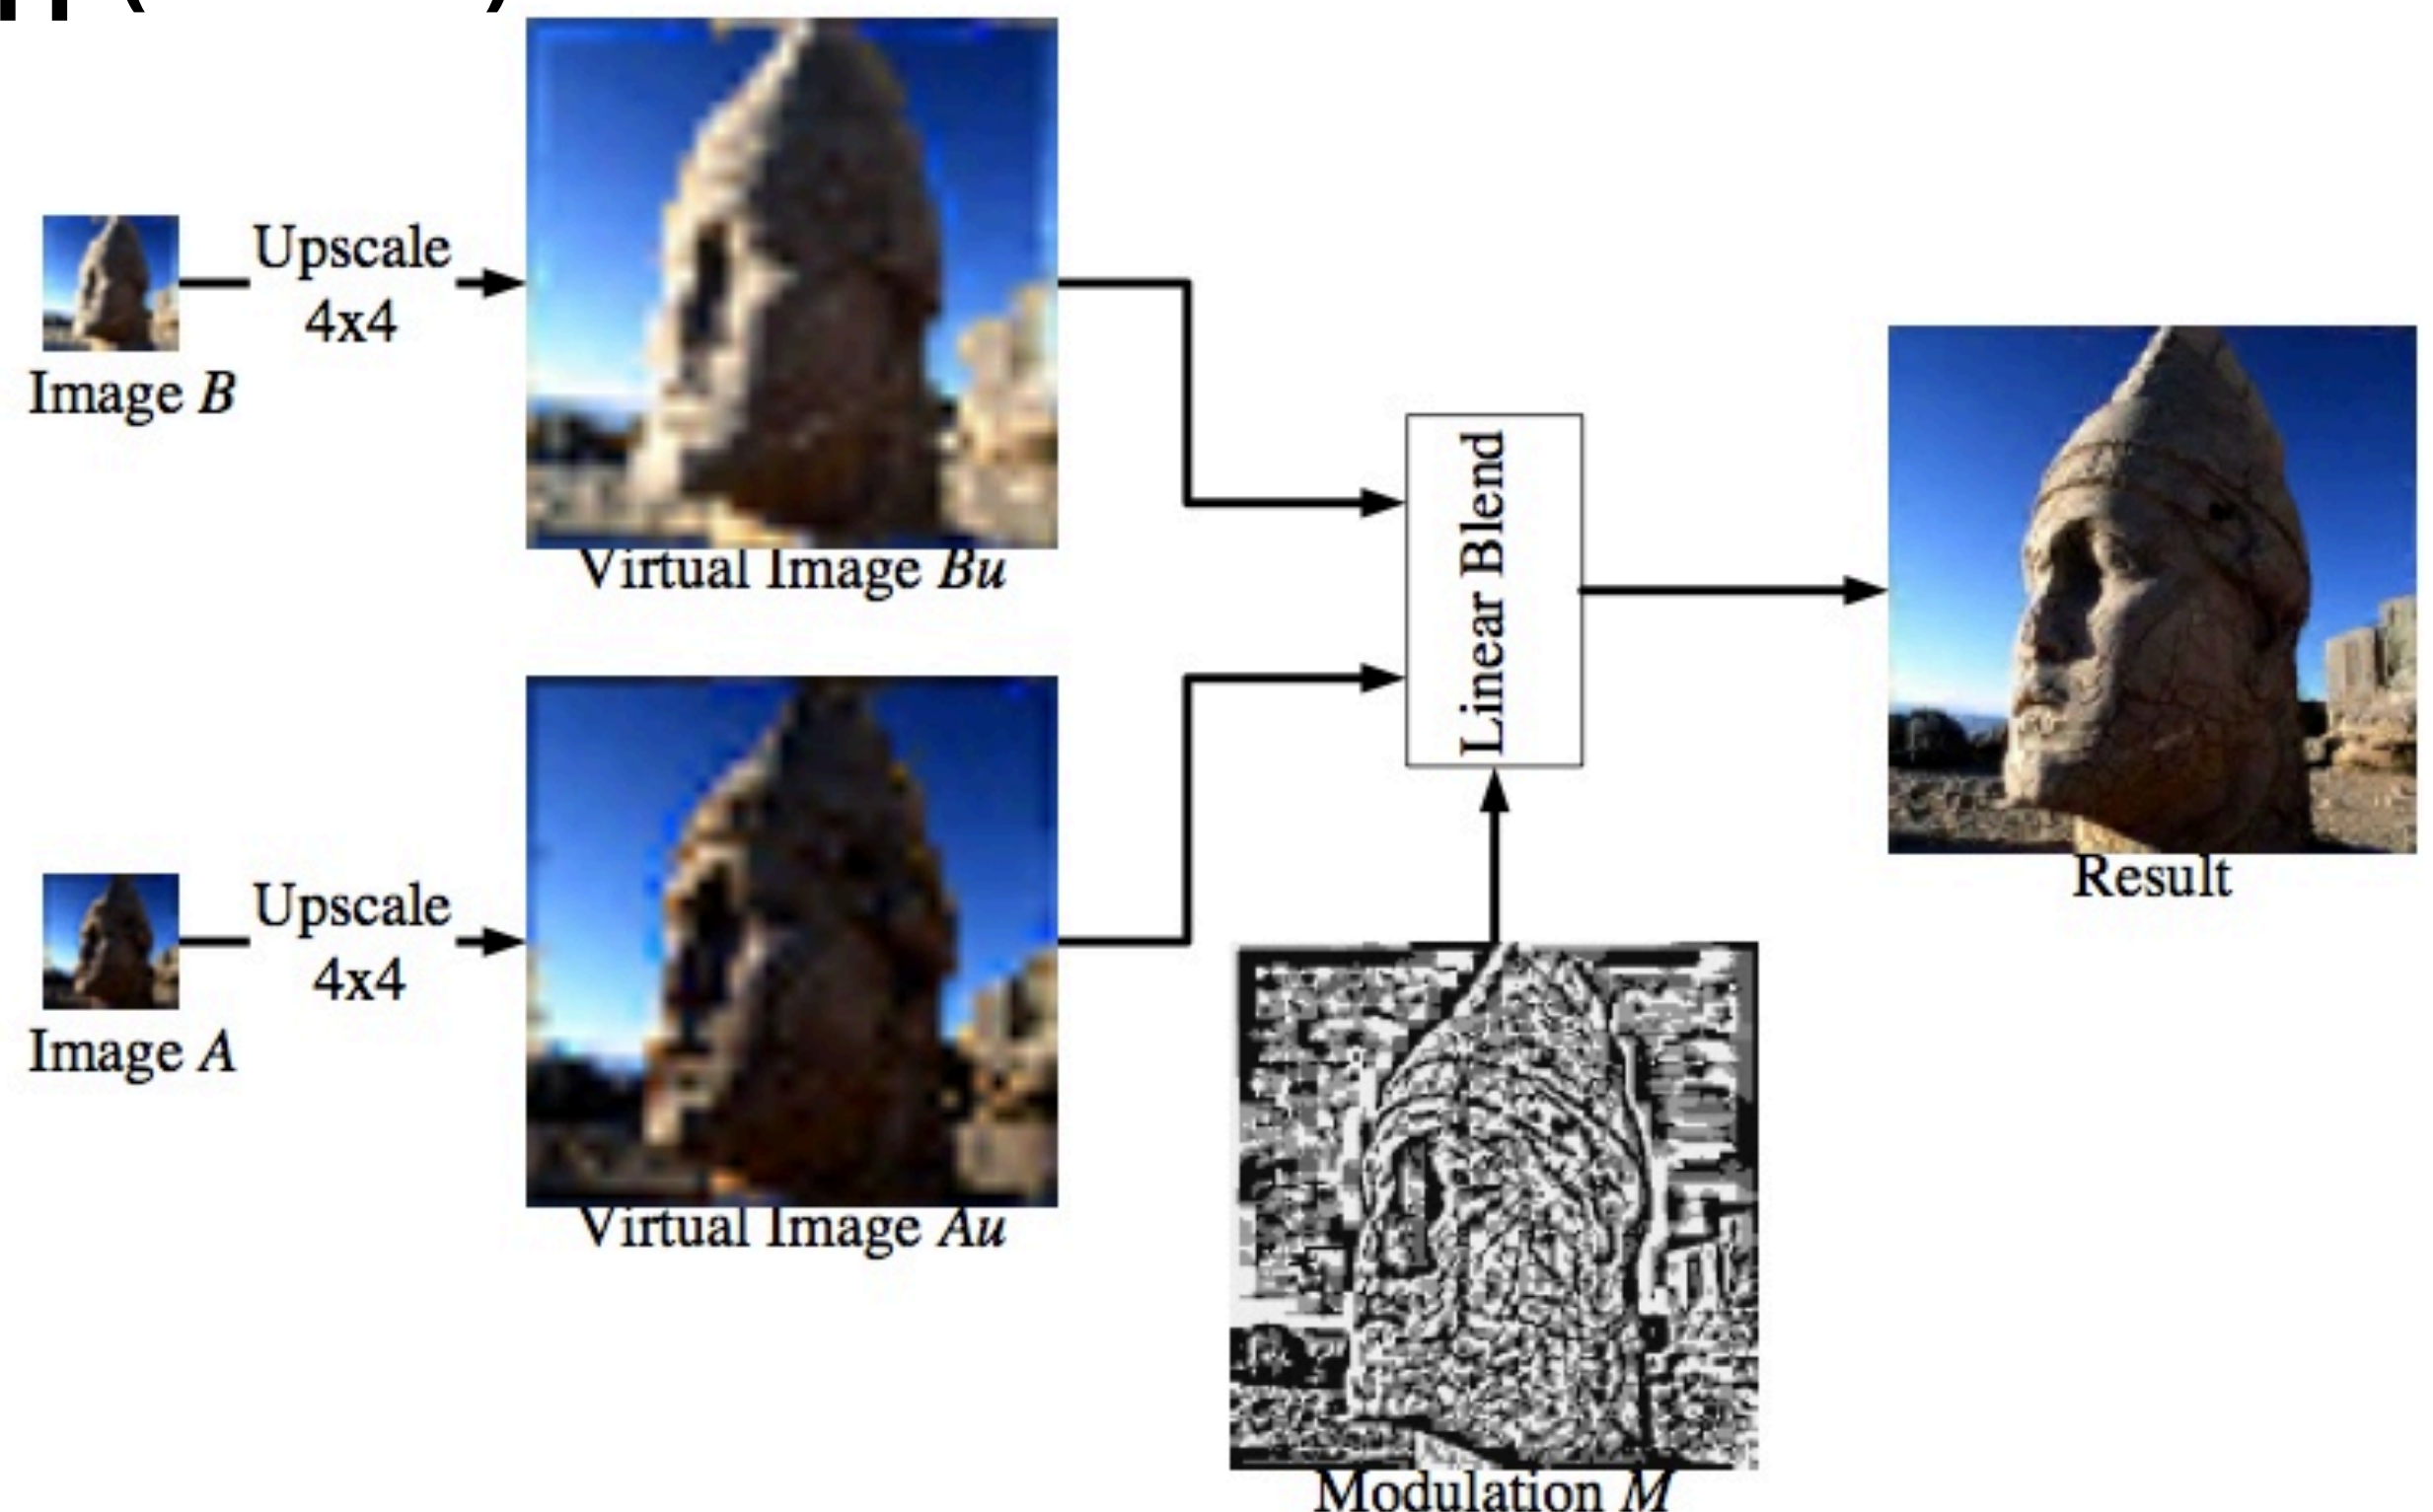 Upscale
4x4
Image B
Virtual Image Bu
Linear Blend
Result
Upscale
4x4
Image A
Virtual Image Au
Modulation M